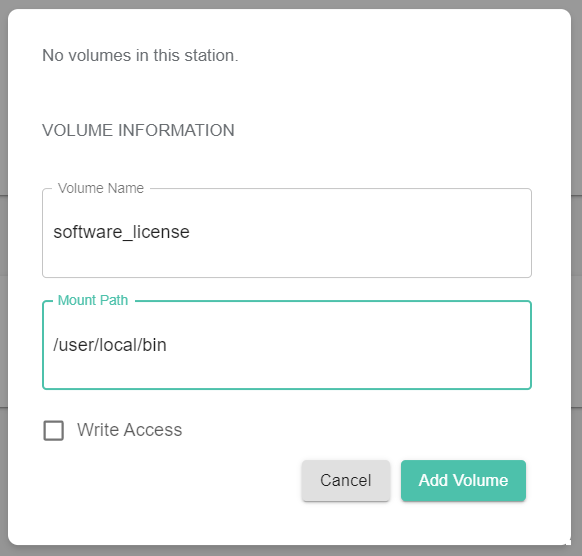 No volumes in this station.
VOLUME INFORMATION
Volume Name
software_license
Mount Path
/user/local/bin
Write Access
Cancel Add Volume